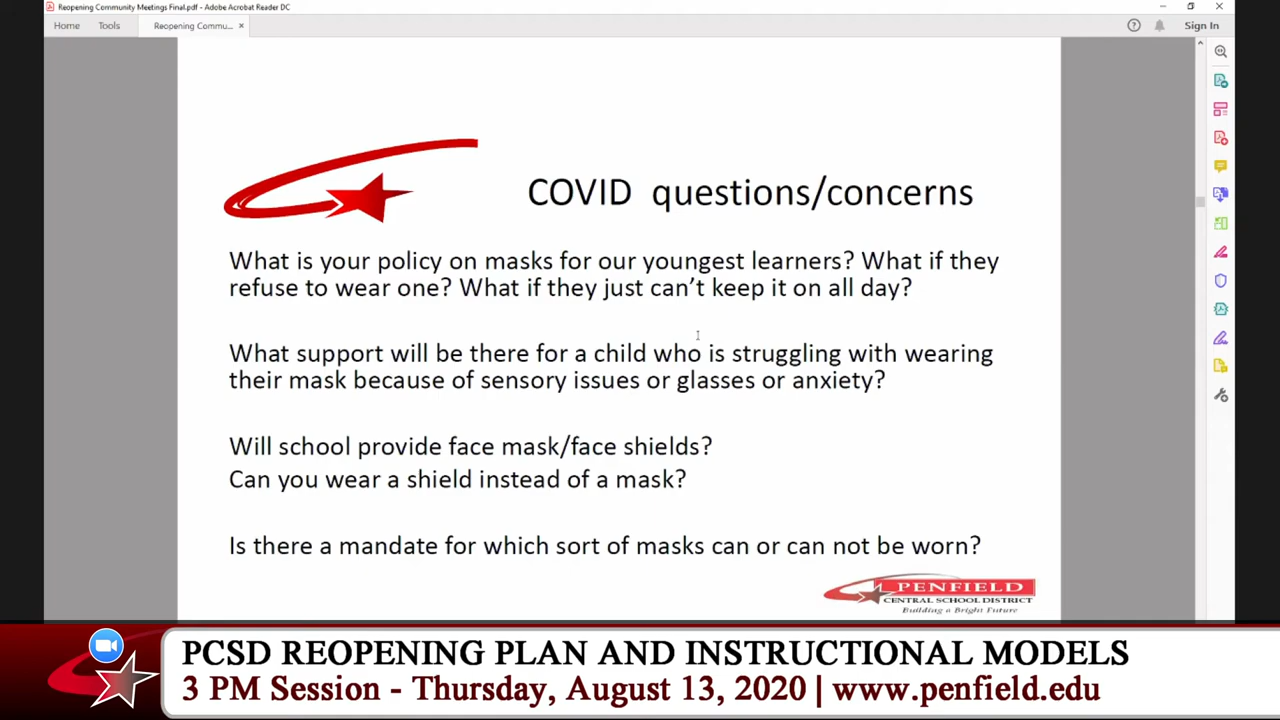 Reopening Community Meetings Final.pdf - Adobe Acrobat Reader DC
Home Tools Reopening Commu... × Sign In
COVID questions/concerns
What is your policy on masks for our youngest learners? What if they
refuse to wear one? What if they just can’t keep it on all day?
What support will be there for a child who is struggling with wearing
their mask because of sensory issues or glasses or anxiety?
Will school provide face mask/face shields?
Can you wear a shield instead of a mask?
Is there a mandate for which sort of masks can or can not be worn?
PENFIELD
CENTRAL SCHOOL DISTRICT
Building a Bright Future
PCSD REOPENING PLAN AND INSTRUCTIONAL MODELS
3 PM Session - Thursday, August 13, 2020 | www.penfield.edu